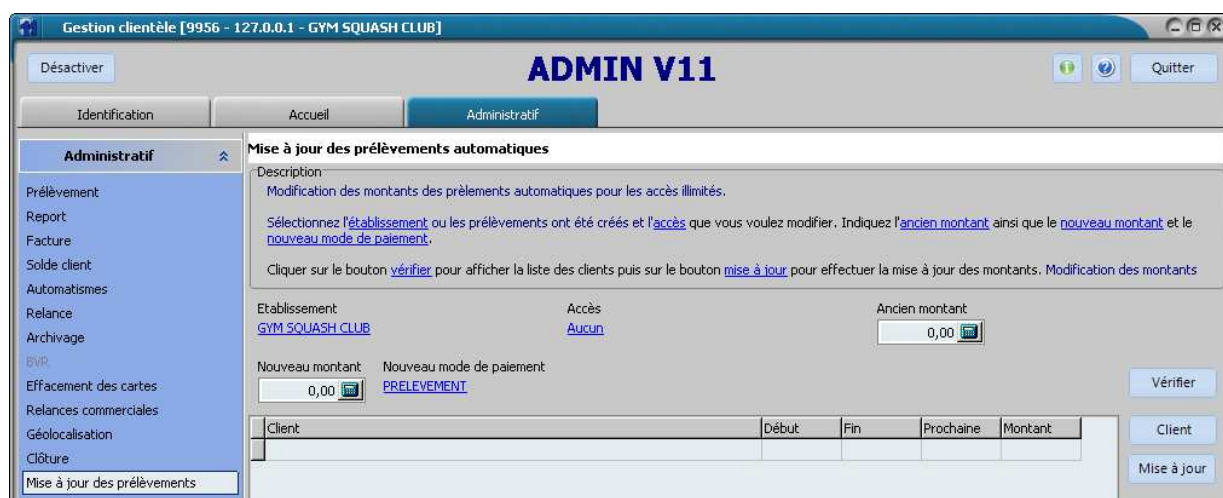 Gestion clientèle [9956 - 127.0.0.1 - GYM SQUASH CLUB]
Désactiver
ADMIN V11
Quitter
Identification
Accueil
Administratif
Administratif
Prélèvement
Report
Facture
Solde client
Automatismes
Relance
Archivage
BVR
Effacement des cartes
Relances commerciales
Géolocalisation
Clôture
Mise à jour des prélèvements
Mise à jour des prélèvements automatiques
Description
Modification des montants des prèlements automatiques pour les accès illimités.
Sélectionnez l'établissement ou les prélèvements ont été créés et l'accès que vous voulez modifier. Indiquez l'ancien montant ainsi que le nouveau montant et le
nouveau mode de paiement.
Cliquer sur le bouton vérifier pour afficher la liste des clients puis sur le bouton mise à jour pour effectuer la mise à jour des montants. Modification des montants
Etablissement
GYM SQUASH CLUB
Accès
Aucun
Ancien montant
0,00
Nouveau montant
0,00
Nouveau mode de paiement
PRELEVEMENT
Vérifier
Client Début Fin Prochaine Montant
Client
Mise à jour